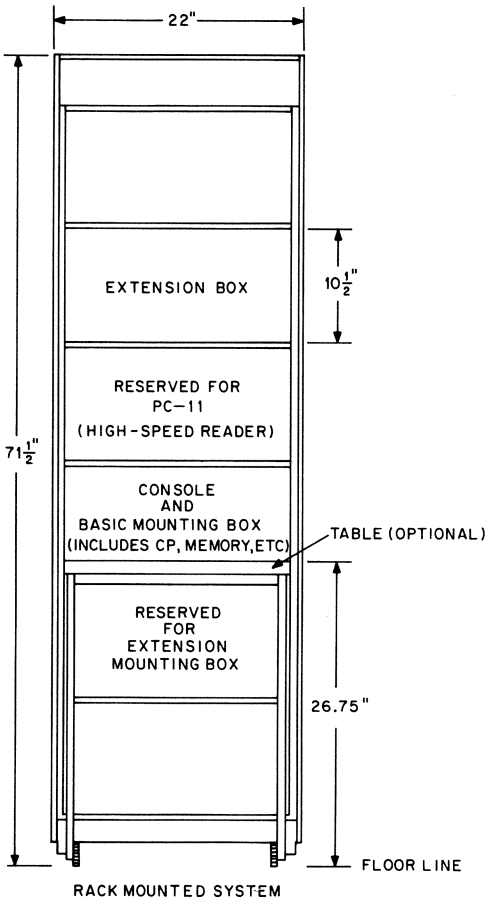 22"
EXTENSION BOX
10 1/2"
RESERVED FOR
PC-11
(HIGH-SPEED READER)
71 1/2"
CONSOLE
AND
BASIC MOUNTING BOX
(INCLUDES CP, MEMORY, ETC)
TABLE (OPTIONAL)
RESERVED
FOR
EXTENSION
MOUNTING BOX
26.75"
FLOOR LINE
RACK MOUNTED SYSTEM